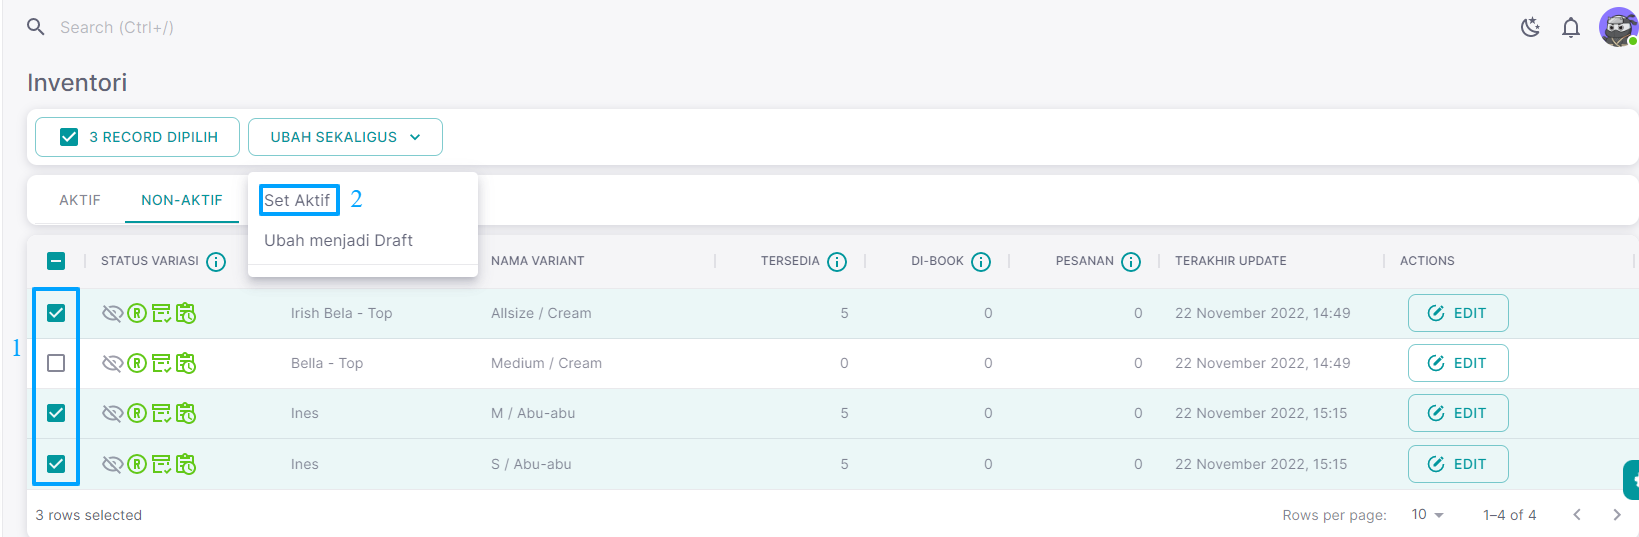 Search (Ctrl+/)
Inventori
3 RECORD DIPILIH UBAH SEKALIGUS
AKTIF NON-AKTIF Set Aktif 2
Ubah menjadi Draft
STATUS VARIASI NAMA VARIANT TERSEDIA DI-BOOK PESANAN TERAKHIR UPDATE ACTIONS
R Irish Bela - Top Allsize / Cream 5 0 0 22 November 2022, 14:49 EDIT
1
R Bella - Top Medium / Cream 0 0 0 22 November 2022, 14:49 EDIT
R Ines M / Abu-abu 5 0 0 22 November 2022, 15:15 EDIT
R Ines S / Abu-abu 5 0 0 22 November 2022, 15:15 EDIT
3 rows selected Rows per page: 10 1–4 of 4